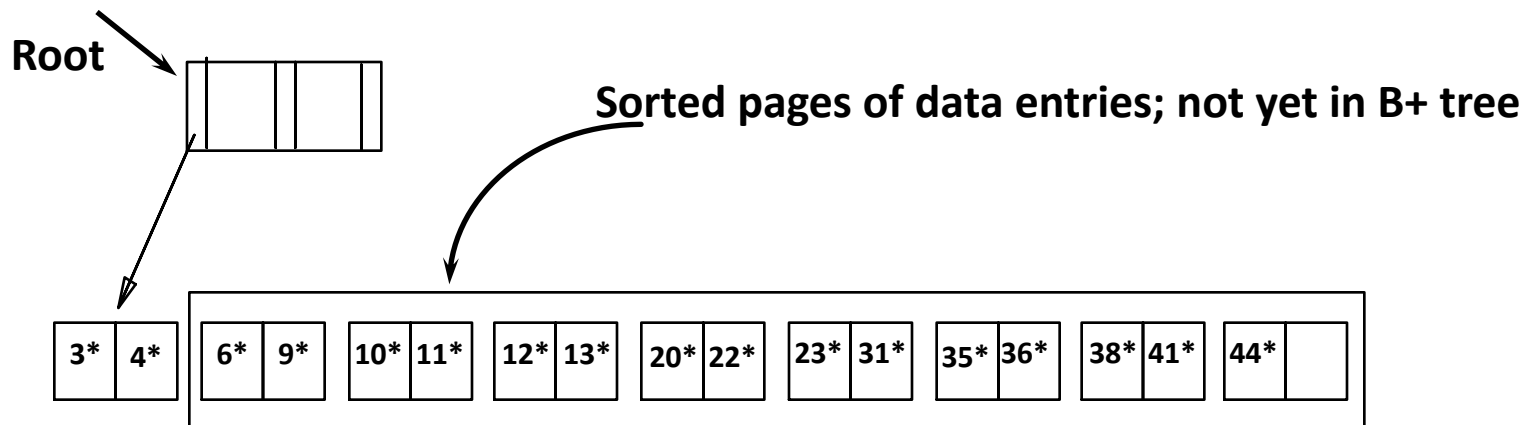 Root
Sorted pages of data entries; not yet in B+ tree
3* 4* 6* 9* 10* 11* 12* 13* 20* 22* 23* 31* 35* 36* 38* 41* 44*